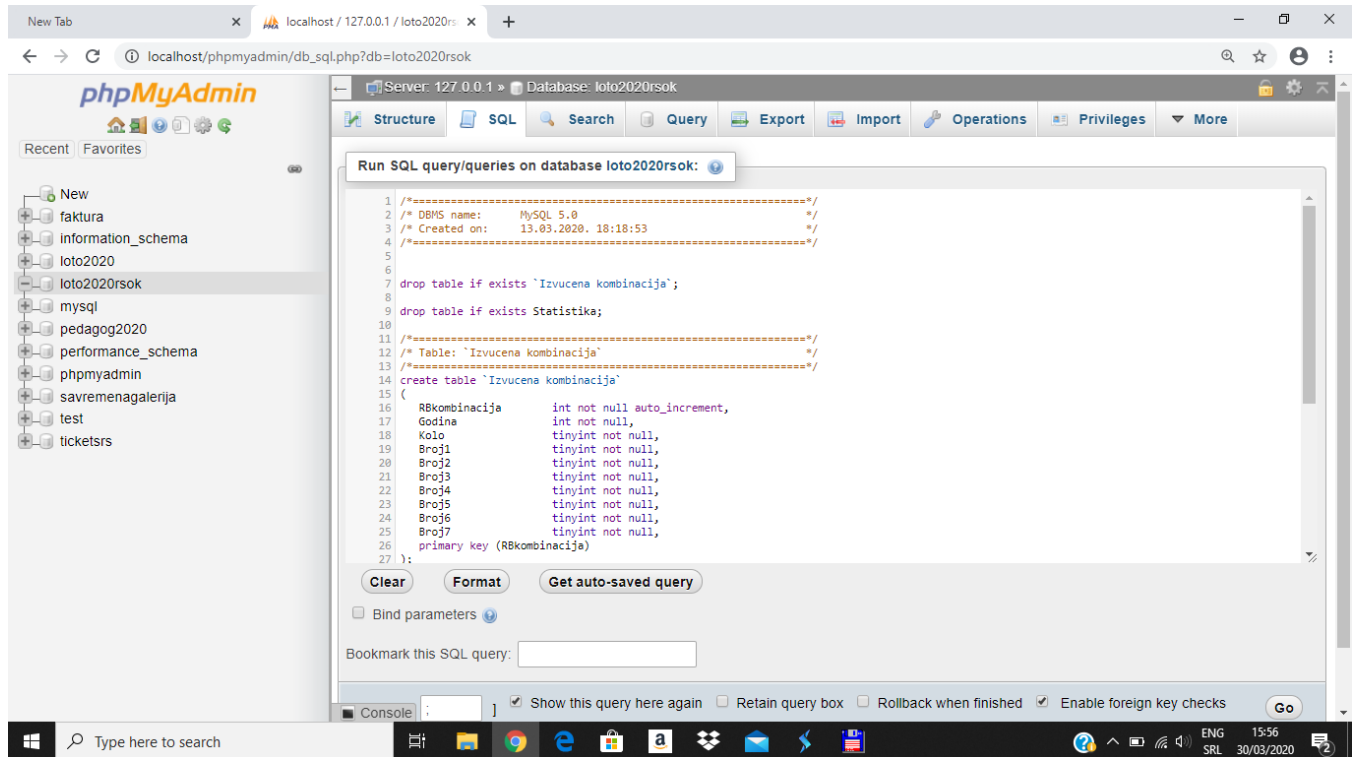 New Tab
localhost / 127.0.0.1 / loto2020rs
localhost/phpmyadmin/db_sql.php?db=loto2020rsok
phpMyAdmin
Recent Favorites
New
faktura
information_schema
loto2020
loto2020rsok
mysql
pedagog2020
performance_schema
phpmyadmin
savremenagalerija
test
ticketsrs
Server: 127.0.0.1 » Database: loto2020rsok
Structure SQL Search Query Export Import Operations Privileges More
Run SQL query/queries on database loto2020rsok:
1 /*==============================================================*/
2 /* DBMS name: MySQL 5.0 */
3 /* Created on: 13.03.2020. 18:18:53 */
4 /*==============================================================*/
5
6
7 drop table if exists `Izvucena kombinacija`;
8
9 drop table if exists Statistika;
10
11 /*==============================================================*/
12 /* Table: `Izvucena kombinacija` */
13 /*==============================================================*/
14 create table `Izvucena kombinacija`
15 (
16 RBkombinacija int not null auto_increment,
17 Godina int not null,
18 Kolo tinyint not null,
19 Broj1 tinyint not null,
20 Broj2 tinyint not null,
21 Broj3 tinyint not null,
22 Broj4 tinyint not null,
23 Broj5 tinyint not null,
24 Broj6 tinyint not null,
25 Broj7 tinyint not null,
26 primary key (RBkombinacija)
27 );
Clear Format Get auto-saved query
Bind parameters
Bookmark this SQL query:
Console ; ] Show this query here again Retain query box Rollback when finished Enable foreign key checks Go
Type here to search
ENG 15:56
SRL 30/03/2020 2